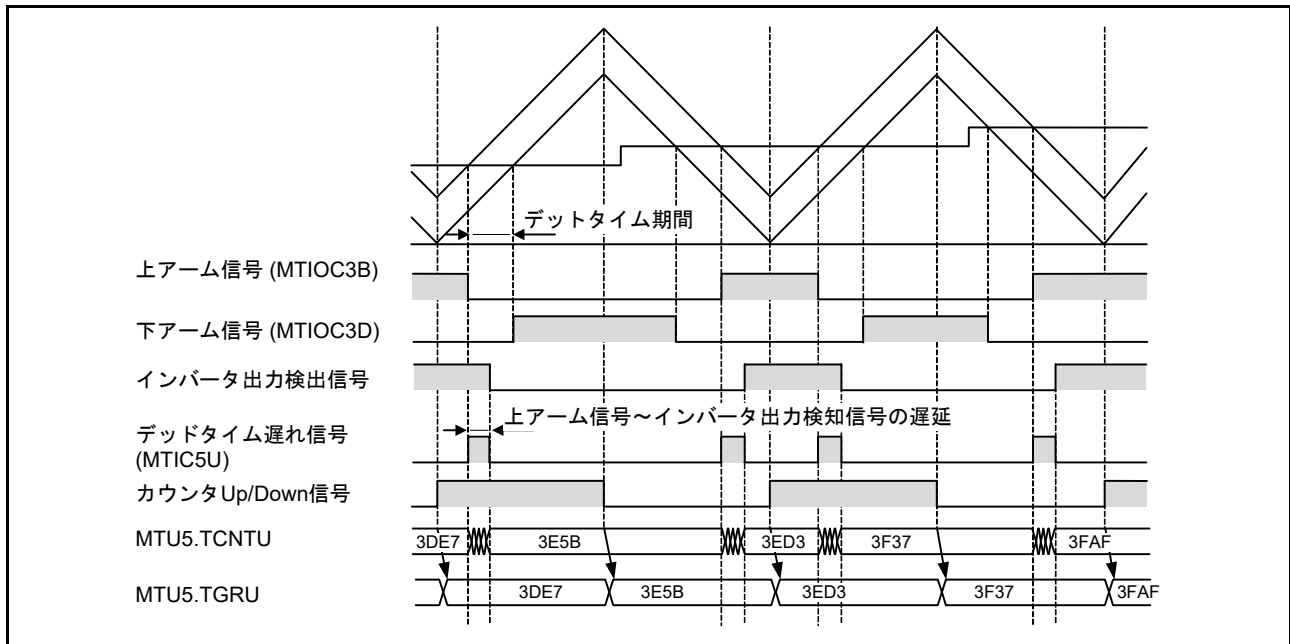 デットタイム期間
上アーム信号 (MTIOC3B)
下アーム信号 (MTIOC3D)
インバータ出力検出信号
上アーム信号～インバータ出力検知信号の遅延
デッドタイム遅れ信号
(MTIC5U)
カウンタUp/Down信号
MTU5.TCNTU 3DE7 3E5B 3ED3 3F37 3FAF
MTU5.TGRU 3DE7 3E5B 3ED3 3F37 3FAF